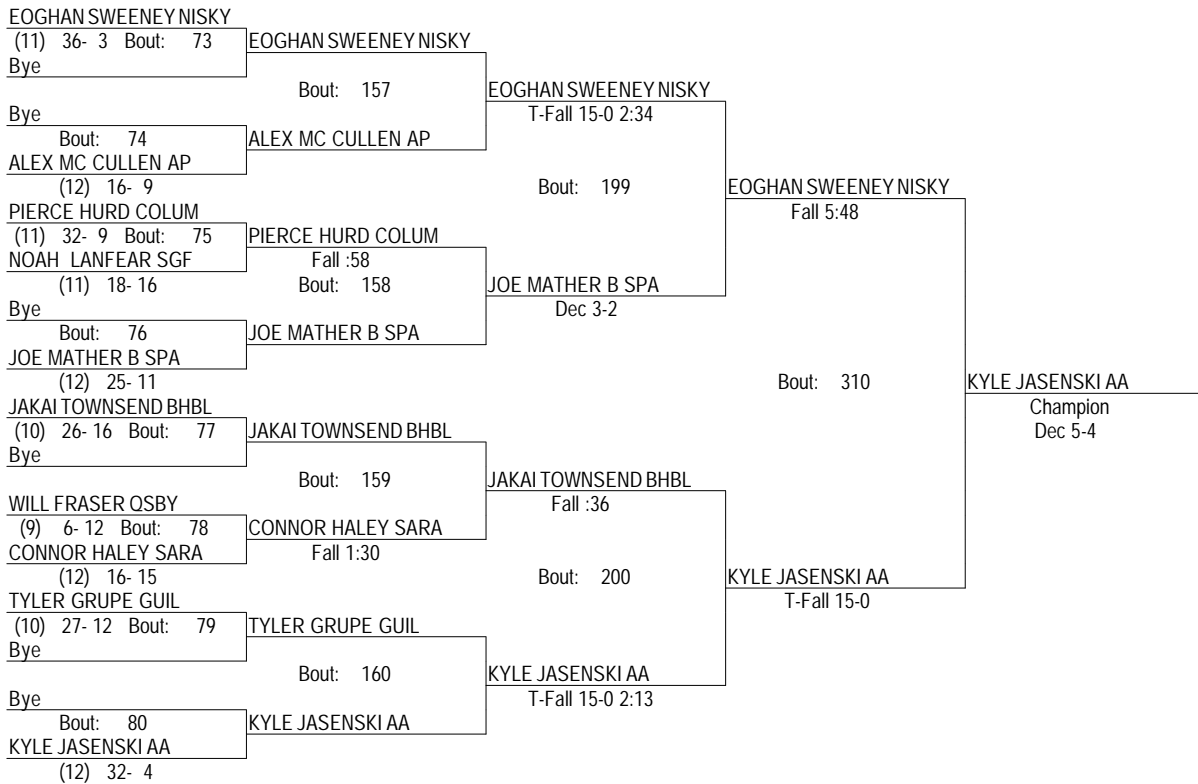 EOGHAN SWEENEY NISKY
(11) 36- 3 Bout: 73 EOGHAN SWEENEY NISKY
Bye
Bout: 157 EOGHAN SWEENEY NISKY
Bye T-Fall 15-0 2:34
Bout: 74 ALEX MC CULLEN AP
ALEX MC CULLEN AP
(12) 16- 9 Bout: 199 EOGHAN SWEENEY NISKY
PIERCE HURD COLUM Fall 5:48
(11) 32- 9 Bout: 75 PIERCE HURD COLUM
NOAH LANFEAR SGF Fall :58
(11) 18- 16 Bout: 158 JOE MATHER B SPA
Bye Dec 3-2
Bout: 76 JOE MATHER B SPA
JOE MATHER B SPA
(12) 25- 11 Bout: 310 KYLE JASENSKI AA
JAKAI TOWNSEND BHBL Champion
(10) 26- 16 Bout: 77 JAKAI TOWNSEND BHBL Dec 5-4
Bye
Bout: 159 JAKAI TOWNSEND BHBL
WILL FRASER QSBY Fall :36
(9) 6- 12 Bout: 78 CONNOR HALEY SARA
CONNOR HALEY SARA Fall 1:30
(12) 16- 15 Bout: 200 KYLE JASENSKI AA
TYLER GRUPE GUIL T-Fall 15-0
(10) 27- 12 Bout: 79 TYLER GRUPE GUIL
Bye
Bout: 160 KYLE JASENSKI AA
Bye T-Fall 15-0 2:13
Bout: 80 KYLE JASENSKI AA
KYLE JASENSKI AA
(12) 32- 4